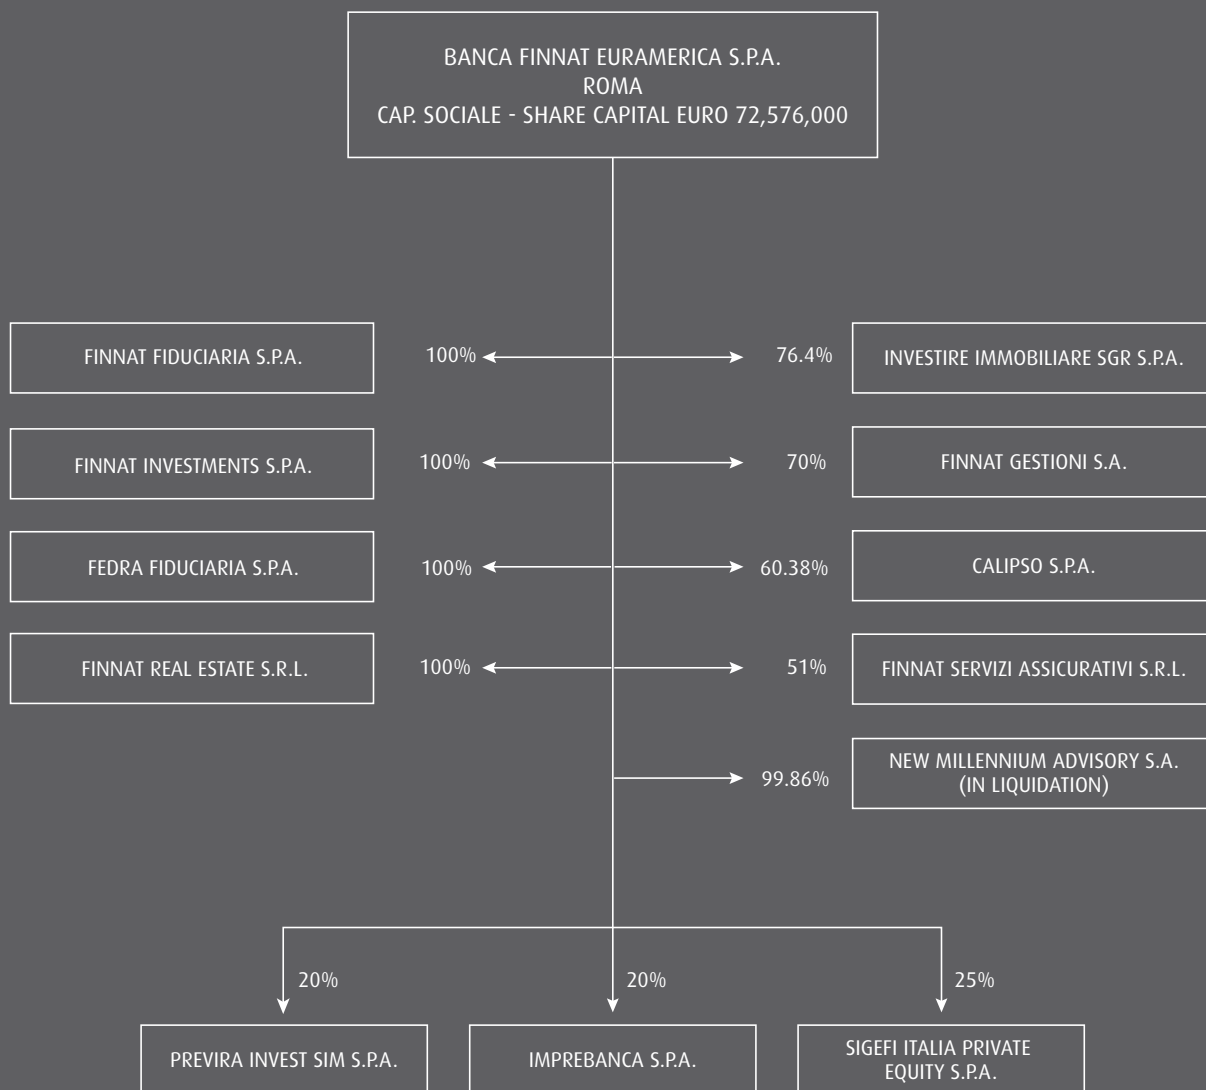 BANCA FINNAT EURAMERICA S.P.A.
ROMA
CAP. SOCIALE - SHARE CAPITAL EURO 72,576,000
FINNAT FIDUCIARIA S.P.A.
100%
76.4%
INVESTIRE IMMOBILIARE SGR S.P.A.
FINNAT INVESTMENTS S.P.A.
100%
70%
FINNAT GESTIONI S.A.
FEDRA FIDUCIARIA S.P.A.
100%
60.38%
CALIPSO S.P.A.
FINNAT REAL ESTATE S.R.L.
100%
51%
FINNAT SERVIZI ASSICURATIVI S.R.L.
99.86%
NEW MILLENNIUM ADVISORY S.A.
(IN LIQUIDATION)
20%
20%
25%
PREVIRA INVEST SIM S.P.A.
IMPREBANCA S.P.A.
SIGEFI ITALIA PRIVATE
EQUITY S.P.A.